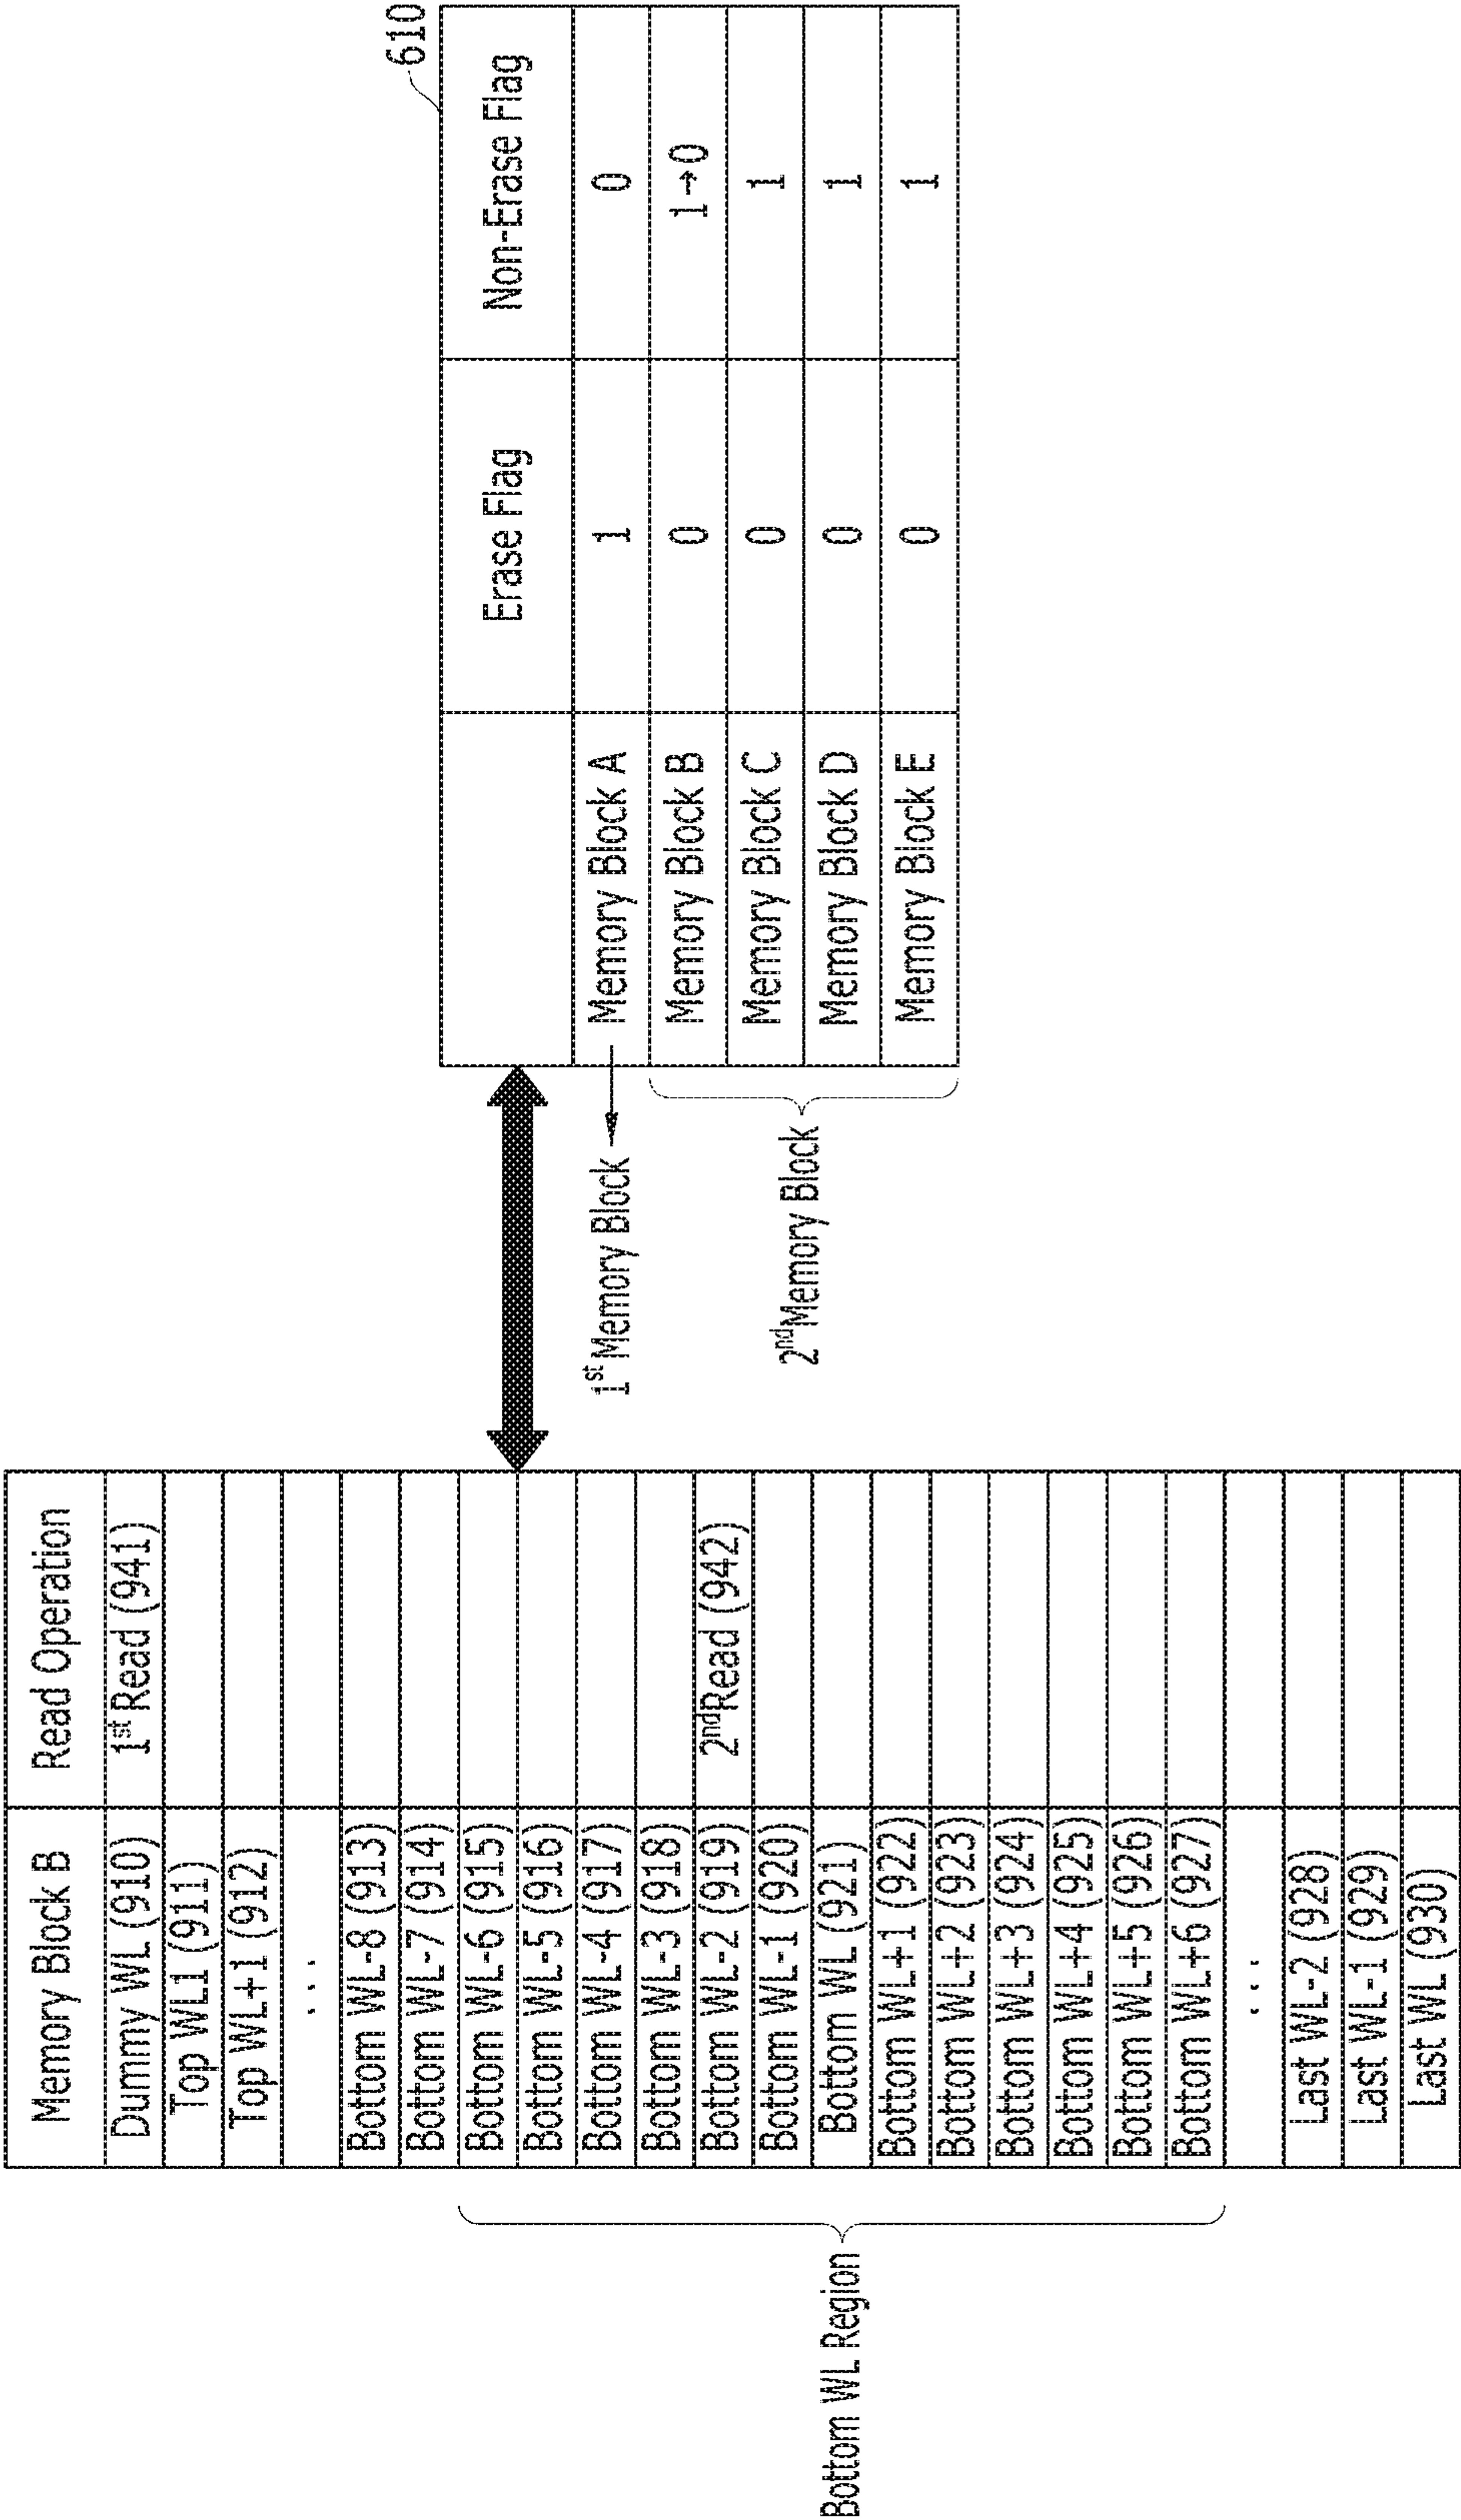 Memory Block B Read Operation
Dummy WL (910) 1st Read (941)
Top WL1 (911)
Top WL+1 (912)
...
Bottom WL-8 (913)
Bottom WL-7 (914)
Bottom WL-6 (915)
Bottom WL-5 (916)
Bottom WL-4 (917)
Bottom WL-3 (918)
Bottom WL-2 (919) 2ndRead (942)
Bottom WL-1 (920)
Bottom WL (921)
Bottom WL+1 (922)
Bottom WL+2 (923)
Bottom WL+3 (924)
Bottom WL+4 (925)
Bottom WL+5 (926)
Bottom WL+6 (927)
...
Last WL-2 (928)
Last WL-1 (929)
Last WL (930)
Bottom WL Region
610
Erase Flag Non-Erase Flag
Memory Block A 1 0
Memory Block B 0 1→0
Memory Block C 0 1
Memory Block D 0 1
Memory Block E 0 1
1st Memory Block
2ndMemory Block